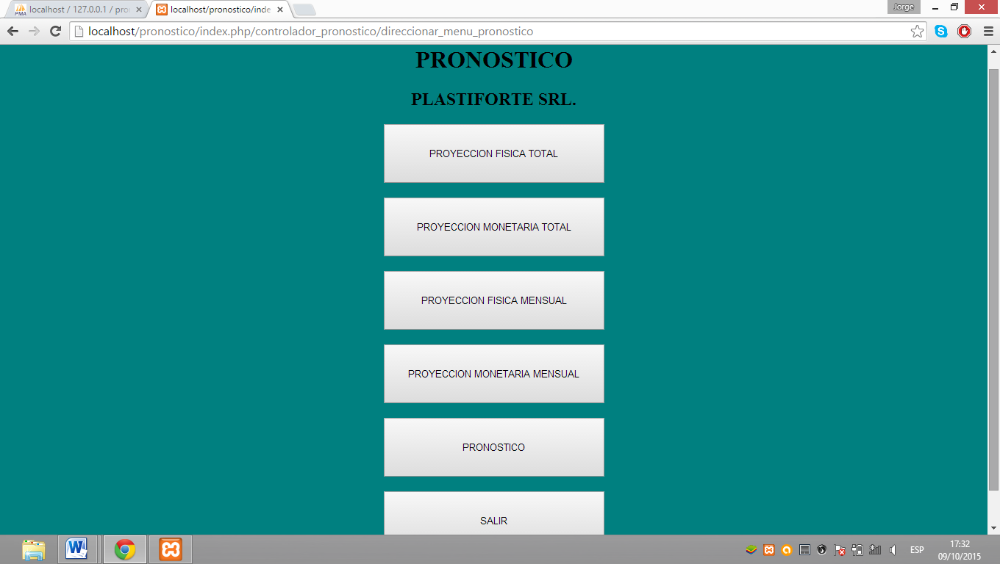 localhost / 127.0.0.1 / pro
localhost/pronostico/inde
Jorge
localhost/pronostico/index.php/controlador_pronostico/direccionar_menu_pronostico
PRONOSTICO
PLASTIFORTE SRL.
PROYECCION FISICA TOTAL
PROYECCION MONETARIA TOTAL
PROYECCION FISICA MENSUAL
PROYECCION MONETARIA MENSUAL
PRONOSTICO
SALIR
ESP
17:32
09/10/2015